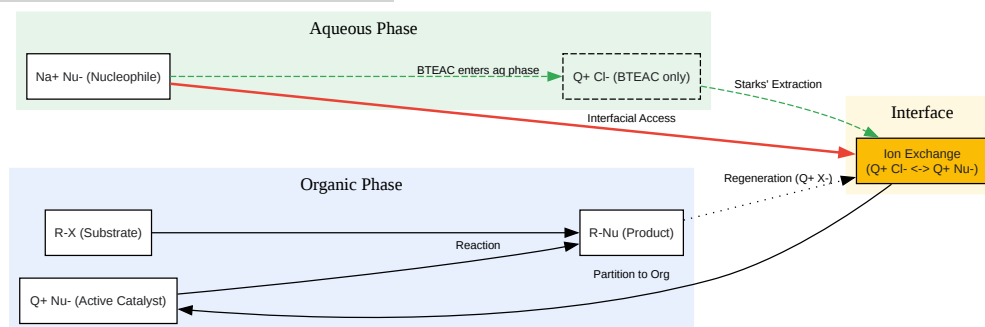 Aqueous Phase
Na+ Nu- (Nucleophile)
BTEAC enters aq phase
Q+ Cl- (BTEAC only)
Starks' Extraction
Interfacial Access
Interface
Ion Exchange
(Q+ Cl- <-> Q+ Nu-)
Organic Phase
Regeneration (Q+ X-)
R-X (Substrate)
R-Nu (Product)
Reaction
Partition to Org
Q+ Nu- (Active Catalyst)